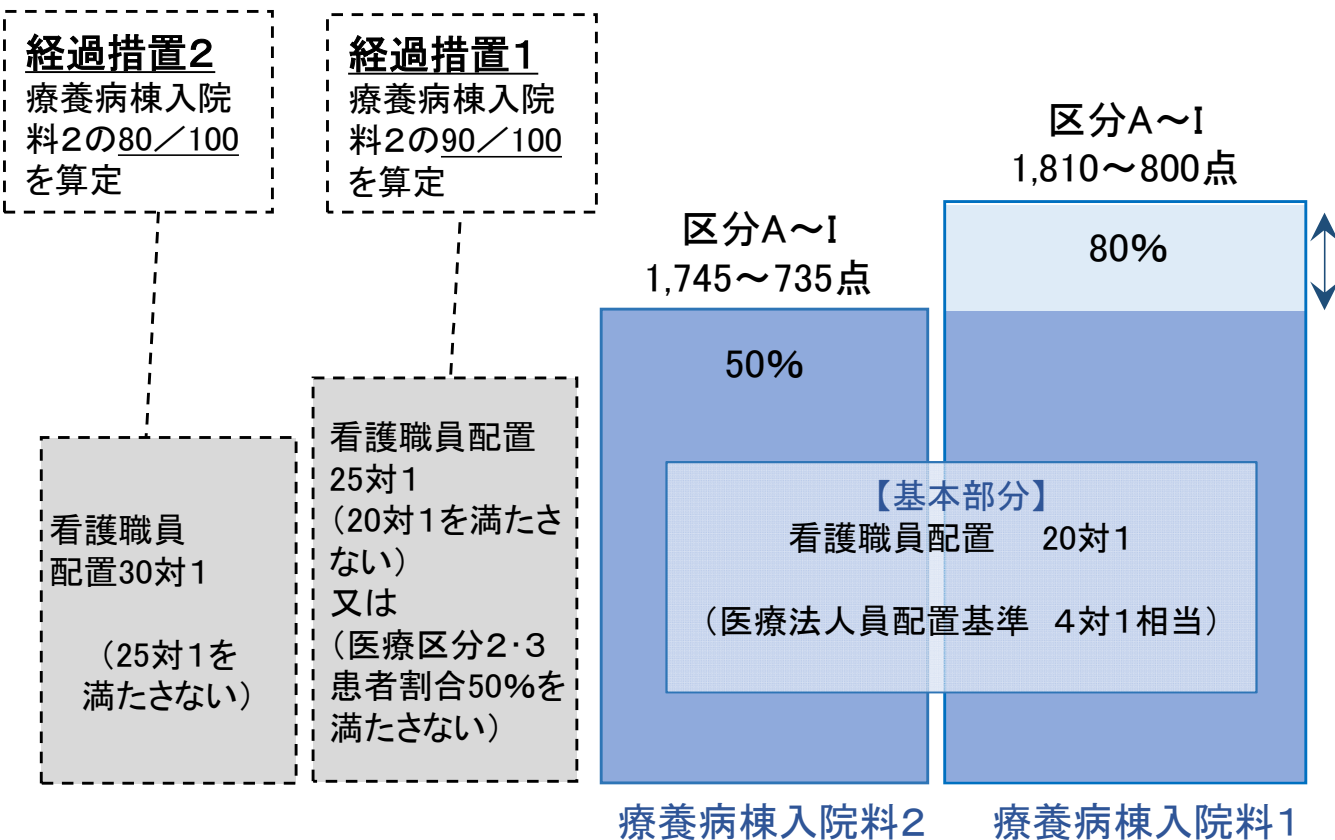 経過措置２
療養病棟入院
料２の80／100
を算定
経過措置１
療養病棟入院
料２の90／100
を算定
区分A～I
1,745～735点
区分A～I
1,810～800点
80%
50%
看護職員
配置30対１
（25対１を
満たさない）
看護職員配置
25対１
（20対１を満たさ
ない）
又は
（医療区分２・３
患者割合50%を
満たさない）
【基本部分】
看護職員配置　20対１
（医療法人員配置基準　４対１相当）
療養病棟入院料２
療養病棟入院料１